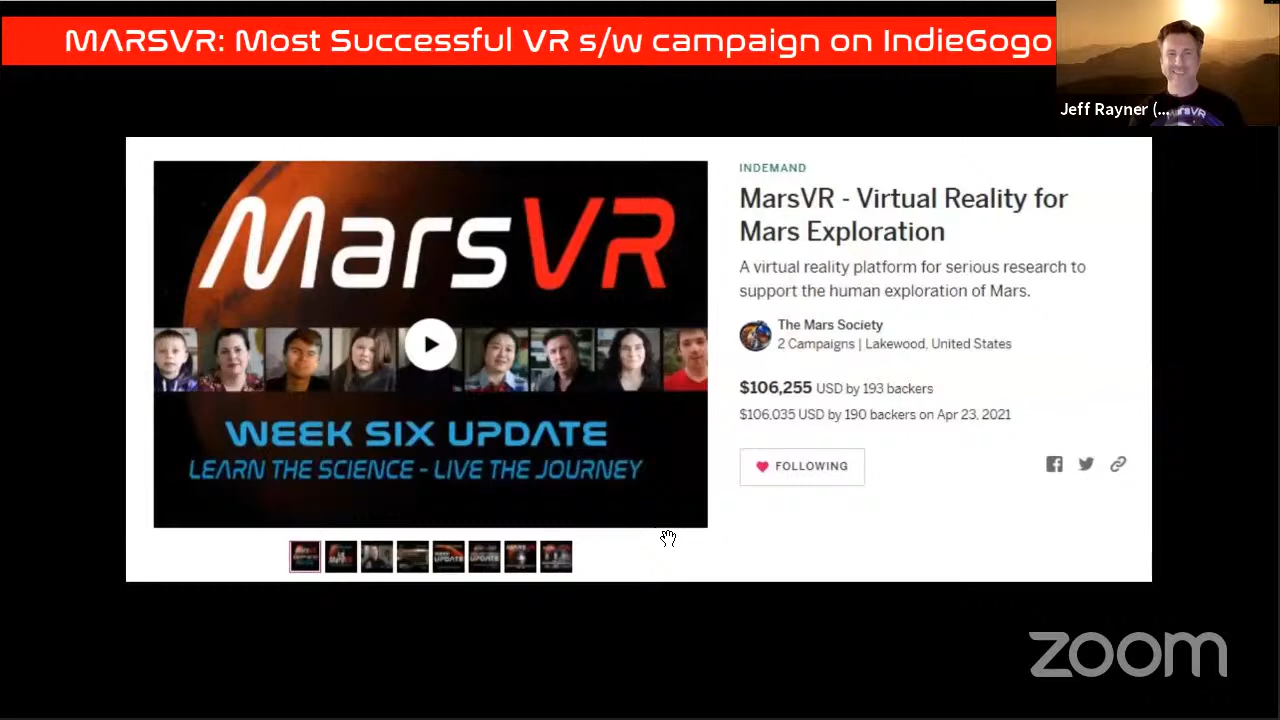 MARSVR: Most Successful VR s/w campaign on IndieGogo
Jeff Rayner (...
MarsVR
WEEK SIX UPDATE
LEARN THE SCIENCE - LIVE THE JOURNEY
INDEMAND
MarsVR - Virtual Reality for
Mars Exploration
A virtual reality platform for serious research to
support the human exploration of Mars.
The Mars Society
2 Campaigns | Lakewood, United States
$106,255 USD by 193 backers
$106,035 USD by 190 backers on Apr 23, 2021
FOLLOWING
zoom